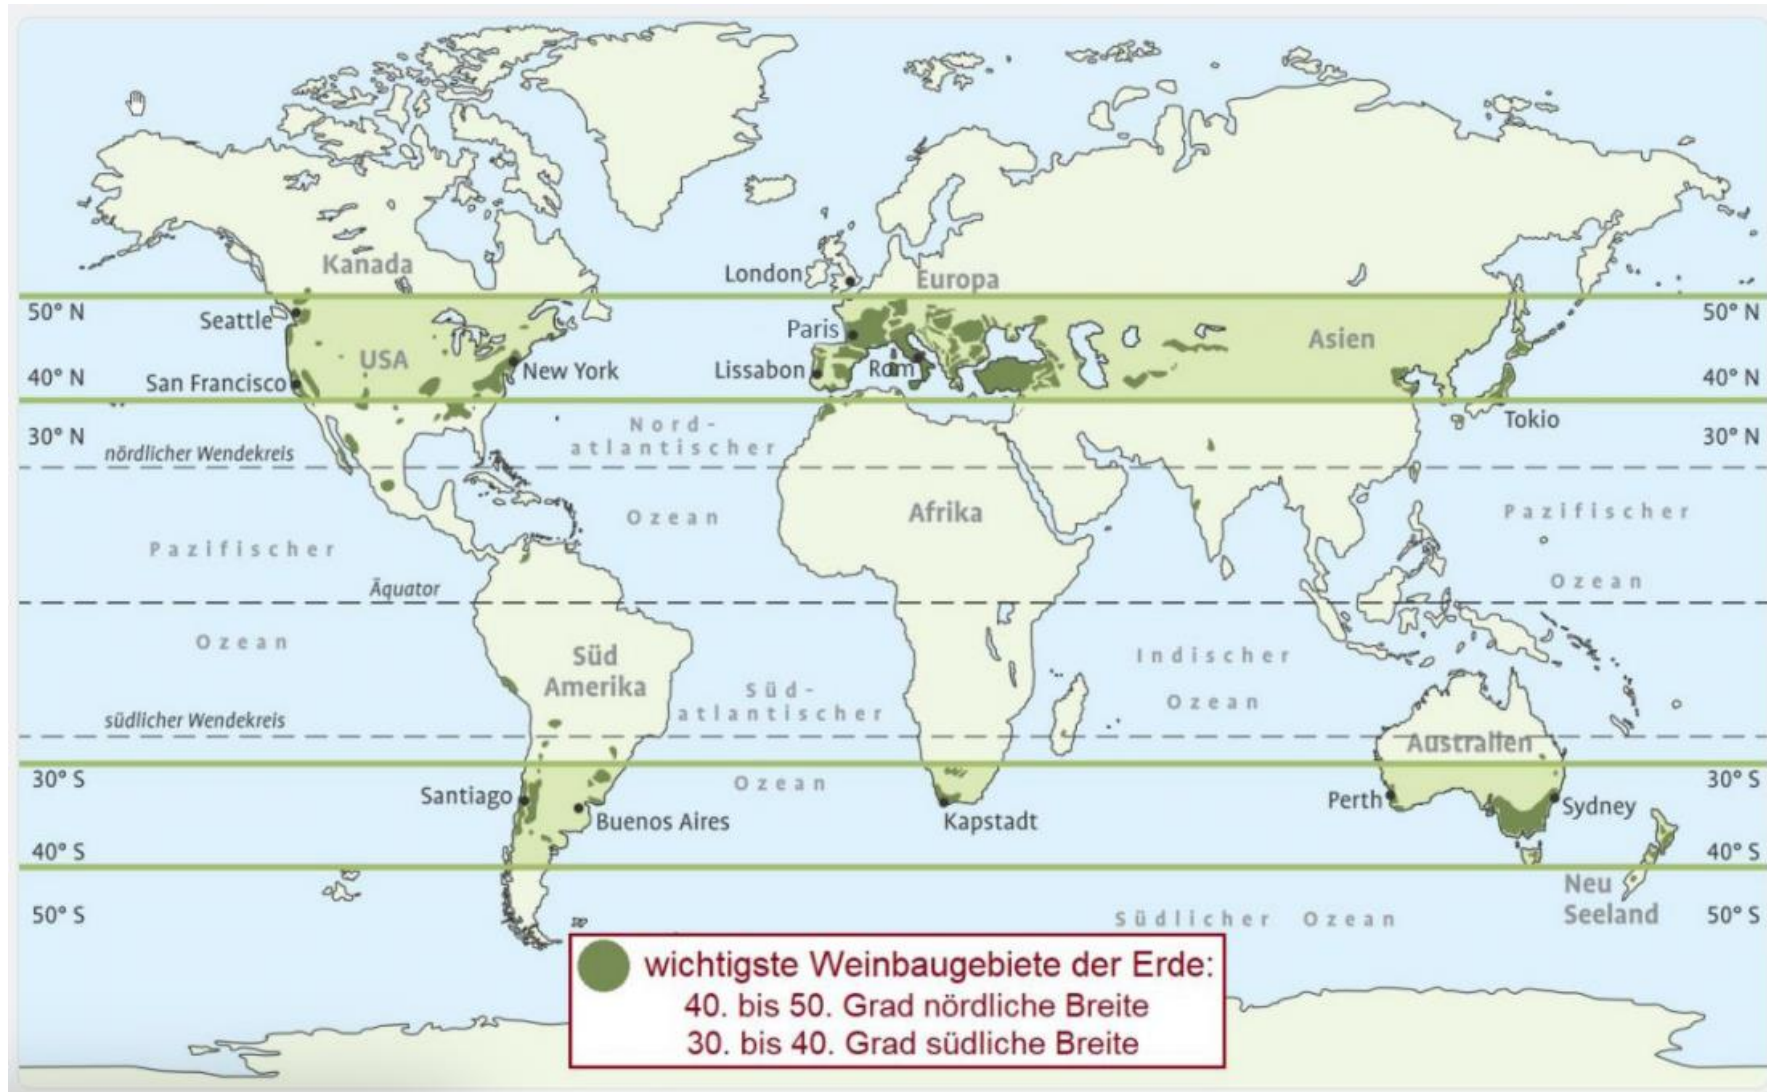 Kanada
London
Europa
50° N
50° N
Seattle
Paris
Asien
USA
New York
Lissabon
Rom
40° N
San Francisco
40° N
Tokio
30° N
Nord-
atlantischer
30° N
nördlicher Wendekreis
Ozean
Afrika
Pazifischer
Pazifischer
Äquator
Ozean
Ozean
Süd
Amerika
Indischer
Süd-
atlantischer
Ozean
südlicher Wendekreis
Australien
30° S
Ozean
30° S
Santiago
Buenos Aires
Kapstadt
Perth
Sydney
40° S
40° S
Neu
Seeland
50° S
Südlicher Ozean
50° S
wichtigste Weinbaugebiete der Erde:
40. bis 50. Grad nördliche Breite
30. bis 40. Grad südliche Breite